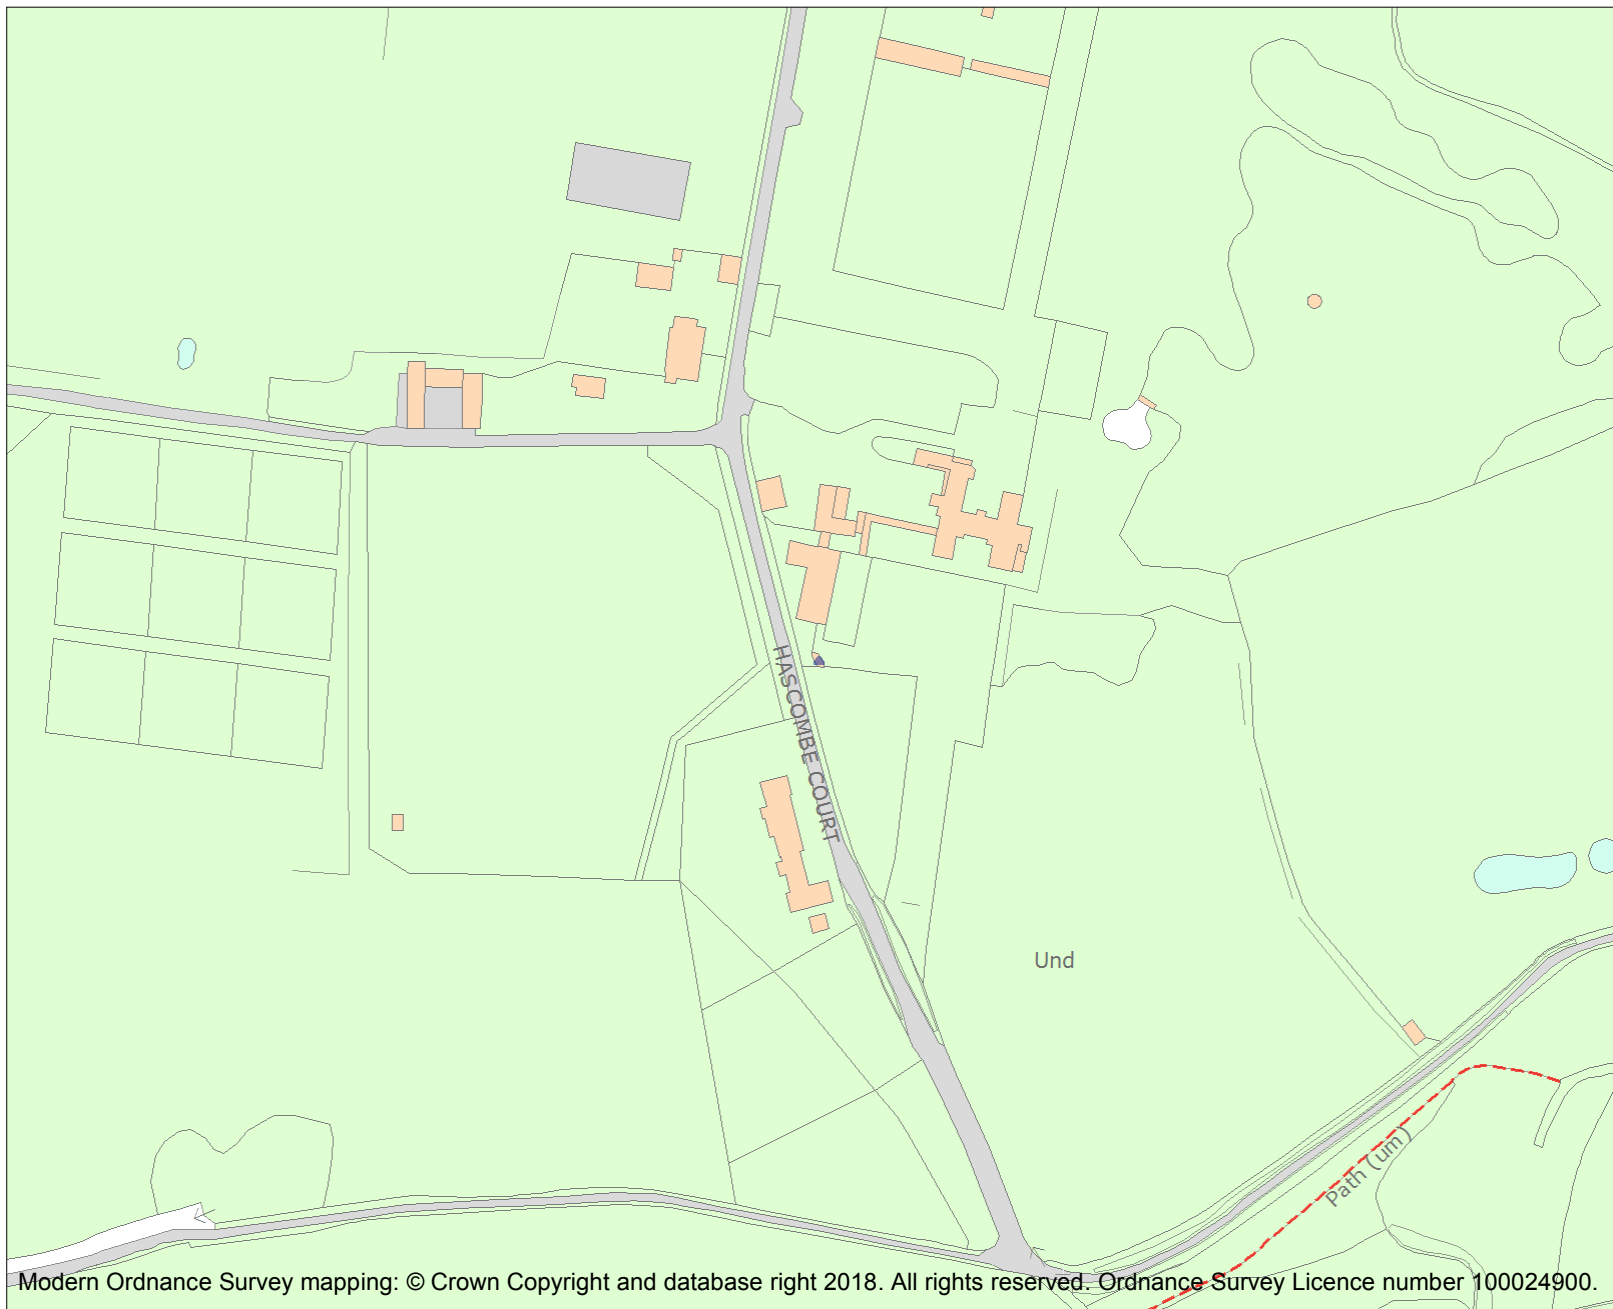 HASCOMBE COURT
Und
Path (um)
Modern Ordnance Survey mapping: © Crown Copyright and database right 2018. All rights reserved. Ordnance Survey Licence number 100024900.